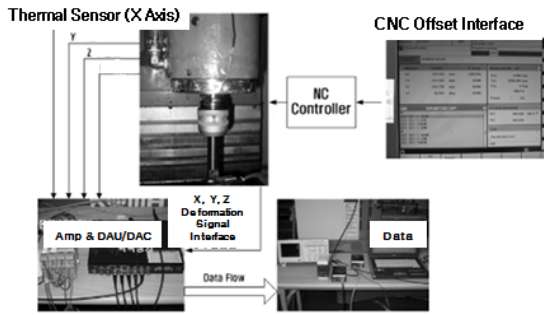 Thermal Sensor (X Axis)
CNC Offset Interface
Y
Z
NC
Controller
X, Y, Z
Deformation
Signal
Interface
Amp & DAU/DAC
Data
Data Flow